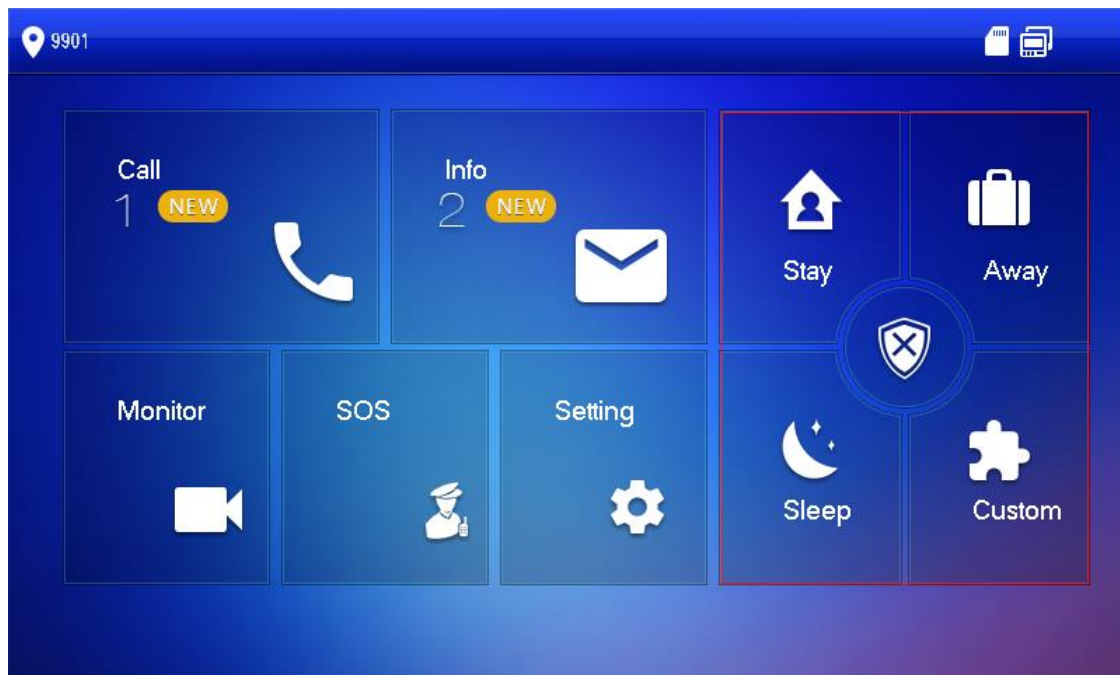 9901
Call
1 NEW
Info
2 NEW
Stay
Away
Monitor
SOS
Setting
Sleep
Custom